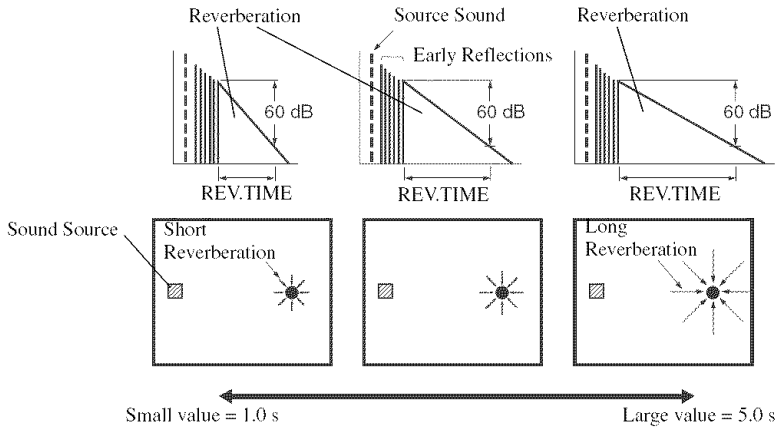 Reverberation
Source Sound
Reverberation
Early Reflections
60 dB
60 dB
60 dB
REV.TIME
REV.TIME
REV.TIME
Sound Source
Short
Reverberation
Long
Reverberation
Small value = 1.0 s
Large value = 5.0 s